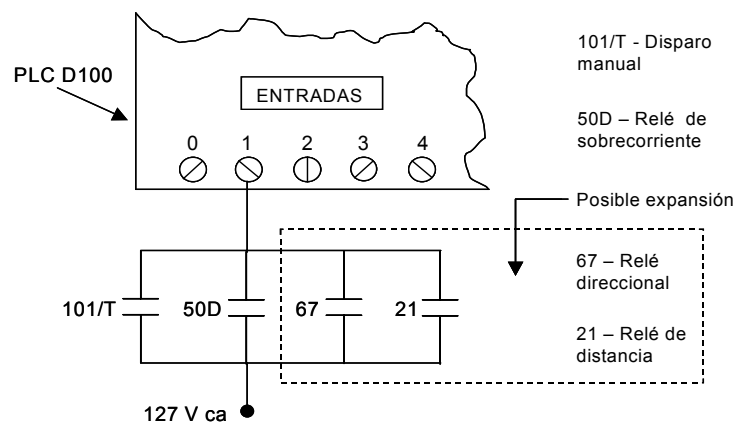 PLC D100
ENTRADAS
0 1 2 3 4
101/T - Disparo
manual
50D – Relé de
sobrecorriente
Posible expansión
67 – Relé
direccional
21 – Relé de
distancia
101/T 50D 67 21
127 V ca